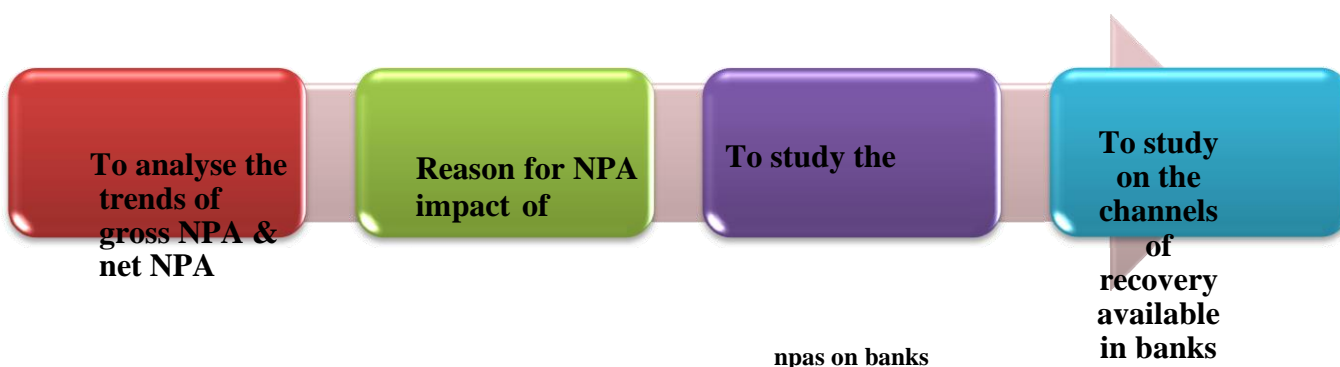 To analyse the
trends of
gross NPA &
net NPA
Reason for NPA
impact of
To study the
npas on banks
To study
on the
channels
of
recovery
available
in banks